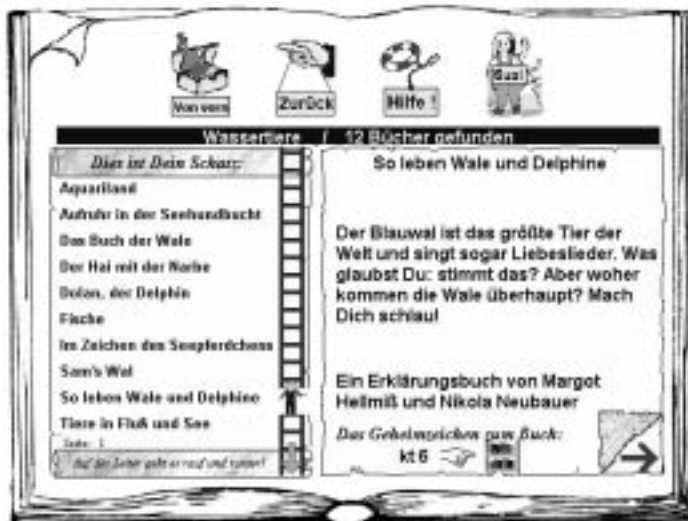 Von vorn
Zurück
Hilfe !
Susi
Wassertiere / 12 Bücher gefunden
Dies ist Dein Schatz:
Aquariland
Aufruhr in der Seehundbucht
Das Buch der Wale
Der Hai mit der Narbe
Dolan, der Delphin
Fische
Im Zeichen des Seepferdchens
Sam's Wal
So leben Wale und Delphine
Tiere in Fluß und See
Seite: 1
Auf der Leiter geht es rauf und runter!
So leben Wale und Delphine
Der Blauwal ist das größte Tier der
Welt und singt sogar Liebeslieder. Was
glaubst Du: stimmt das? Aber woher
kommen die Wale überhaupt? Mach
Dich schlau!
Ein Erklärungsbuch von Margot
Hellmiß und Nikola Neubauer
Das Geheimzeichen zum Buch:
kt 6